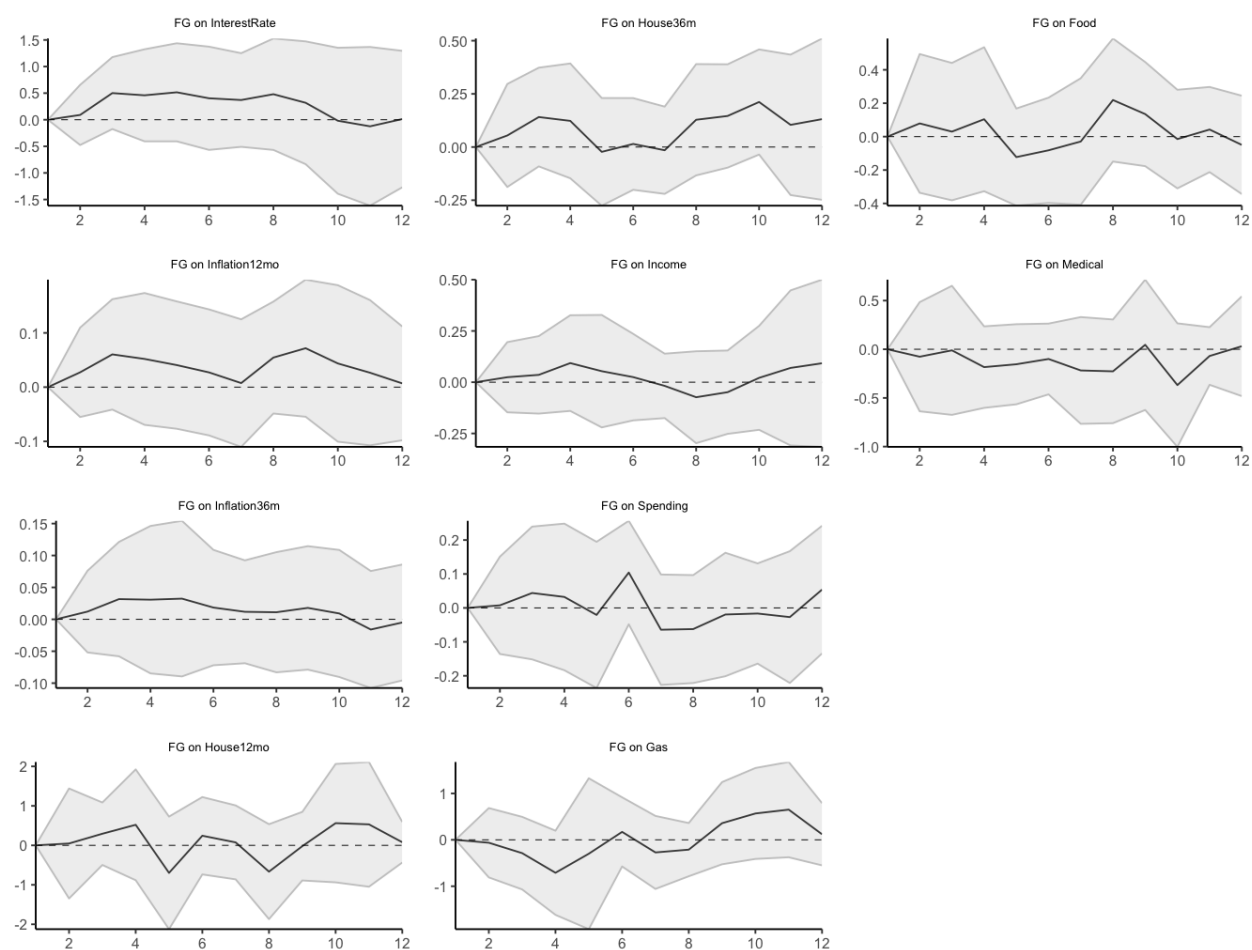 FG on InterestRate
1.5
1.0
0.5
0.0
-0.5
-1.0
-1.5
2 4 6 8 10 12
FG on House36m
0.50
0.25
0.00
-0.25
2 4 6 8 10 12
FG on Food
0.4
0.2
0.0
-0.2
-0.4
2 4 6 8 10 12
FG on Inflation12mo
0.1
0.0
-0.1
2 4 6 8 10 12
FG on Income
0.50
0.25
0.00
-0.25
2 4 6 8 10 12
FG on Medical
0.5
0.0
-0.5
-1.0
2 4 6 8 10 12
FG on Inflation36m
0.15
0.10
0.05
0.00
-0.05
-0.10
2 4 6 8 10 12
FG on Spending
0.2
0.1
0.0
-0.1
-0.2
2 4 6 8 10 12
FG on House12mo
2
1
0
-1
-2
2 4 6 8 10 12
FG on Gas
1
0
-1
2 4 6 8 10 12